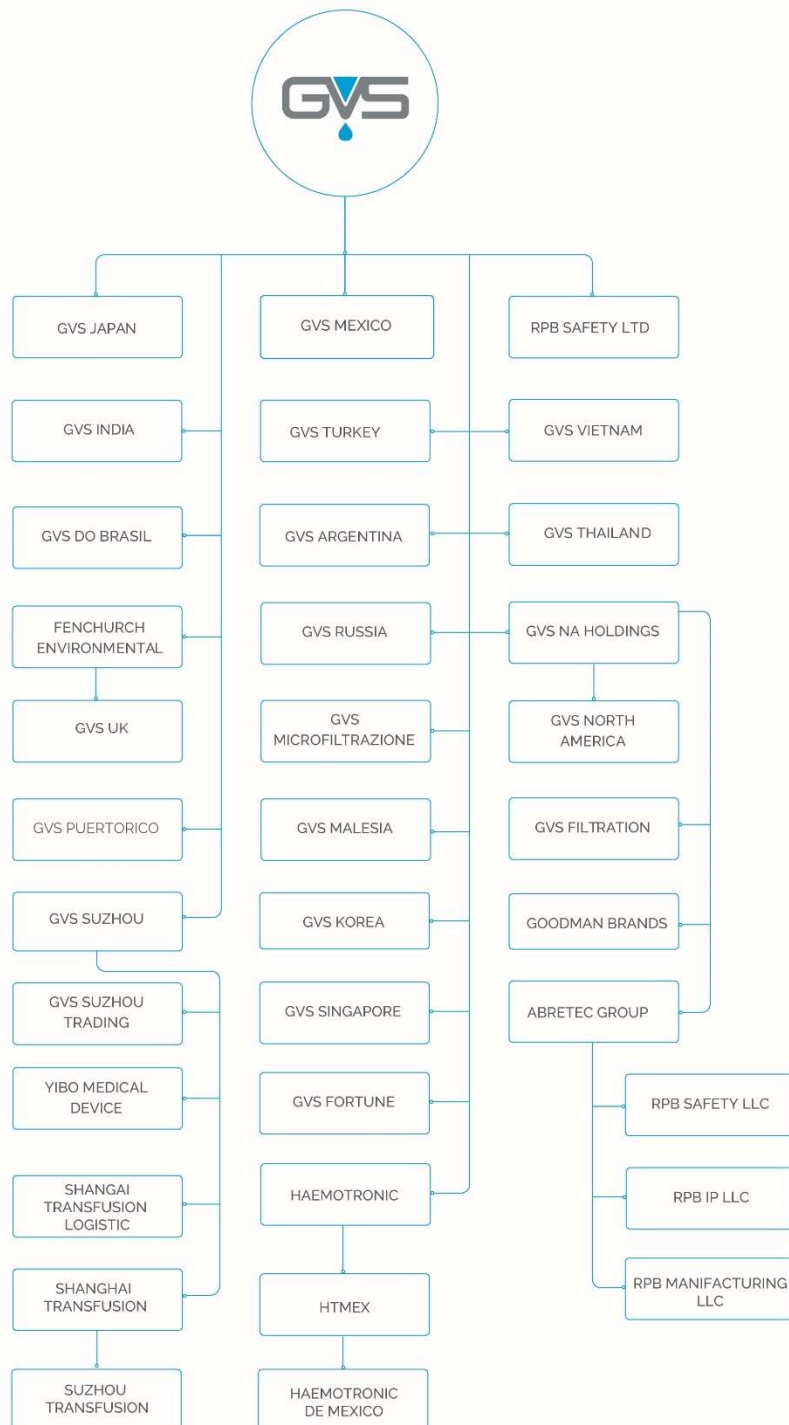 GVS
GVS JAPAN
GVS MEXICO
RPB SAFETY LTD
GVS INDIA
GVS TURKEY
GVS VIETNAM
GVS DO BRASIL
GVS ARGENTINA
GVS THAILAND
FENCHURCH
ENVIRONMENTAL
GVS RUSSIA
GVS NA HOLDINGS
GVS UK
GVS
MICROFILTRAZIONE
GVS NORTH
AMERICA
GVS PUERTORICO
GVS MALESIA
GVS FILTRATION
GVS SUZHOU
GVS KOREA
GOODMAN BRANDS
GVS SUZHOU
TRADING
GVS SINGAPORE
ABRETEC GROUP
YIBO MEDICAL
DEVICE
GVS FORTUNE
RPB SAFETY LLC
SHANGAI
TRANSFUSION
LOGISTIC
HAEMOTRONIC
RPB IP LLC
SHANGHAI
TRANSFUSION
HTMEX
RPB MANIFACTURING
LLC
SUZHOU
TRANSFUSION
HAEMOTRONIC
DE MEXICO